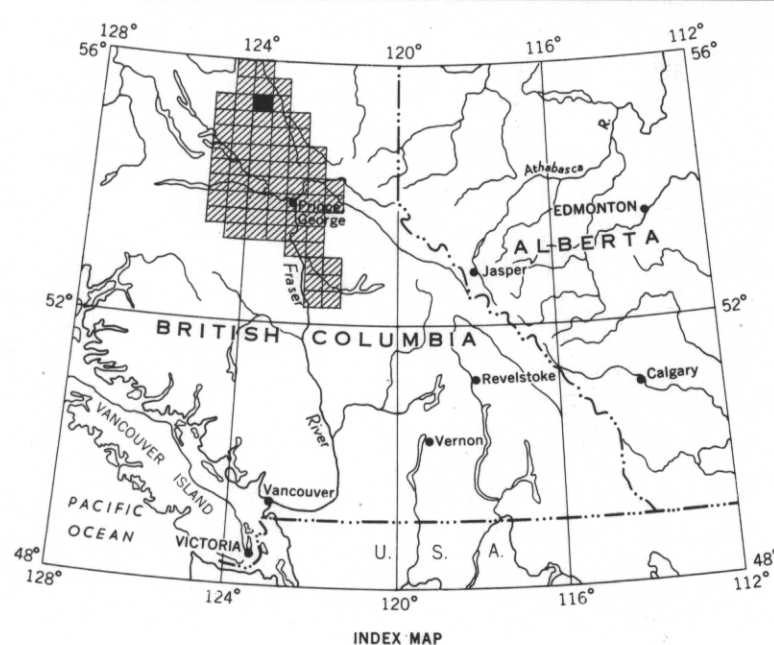 128°
56°
124°
120°
116°
112°
56°
Athabasca R.
Prince
George
EDMONTON
ALBERTA
Jasper
Fraser
52°
52°
BRITISH COLUMBIA
Revelstoke
Calgary
VANCOUVER
ISLAND
River
Vernon
PACIFIC
OCEAN
Vancouver
VICTORIA
U. S. A.
48°
128°
124°
120°
116°
48°
112°
INDEX MAP